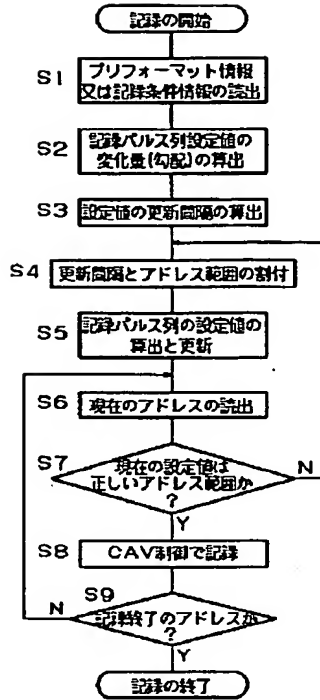 記録の開始
S1
プリフォーマット情報
又は記録条件情報の読出
S2
記録パルス列設定値の
変化量(勾配)の算出
S3
設定値の更新間隔の算出
S4
更新間隔とアドレス範囲の割付
S5
記録パルス列の設定値の
算出と更新
S6
現在のアドレスの読出
S7
現在の設定値は
正しいアドレス範囲か
?
N
Y
S8
CAV制御で記録
S9
N
記録終了のアドレスか
?
Y
記録の終了